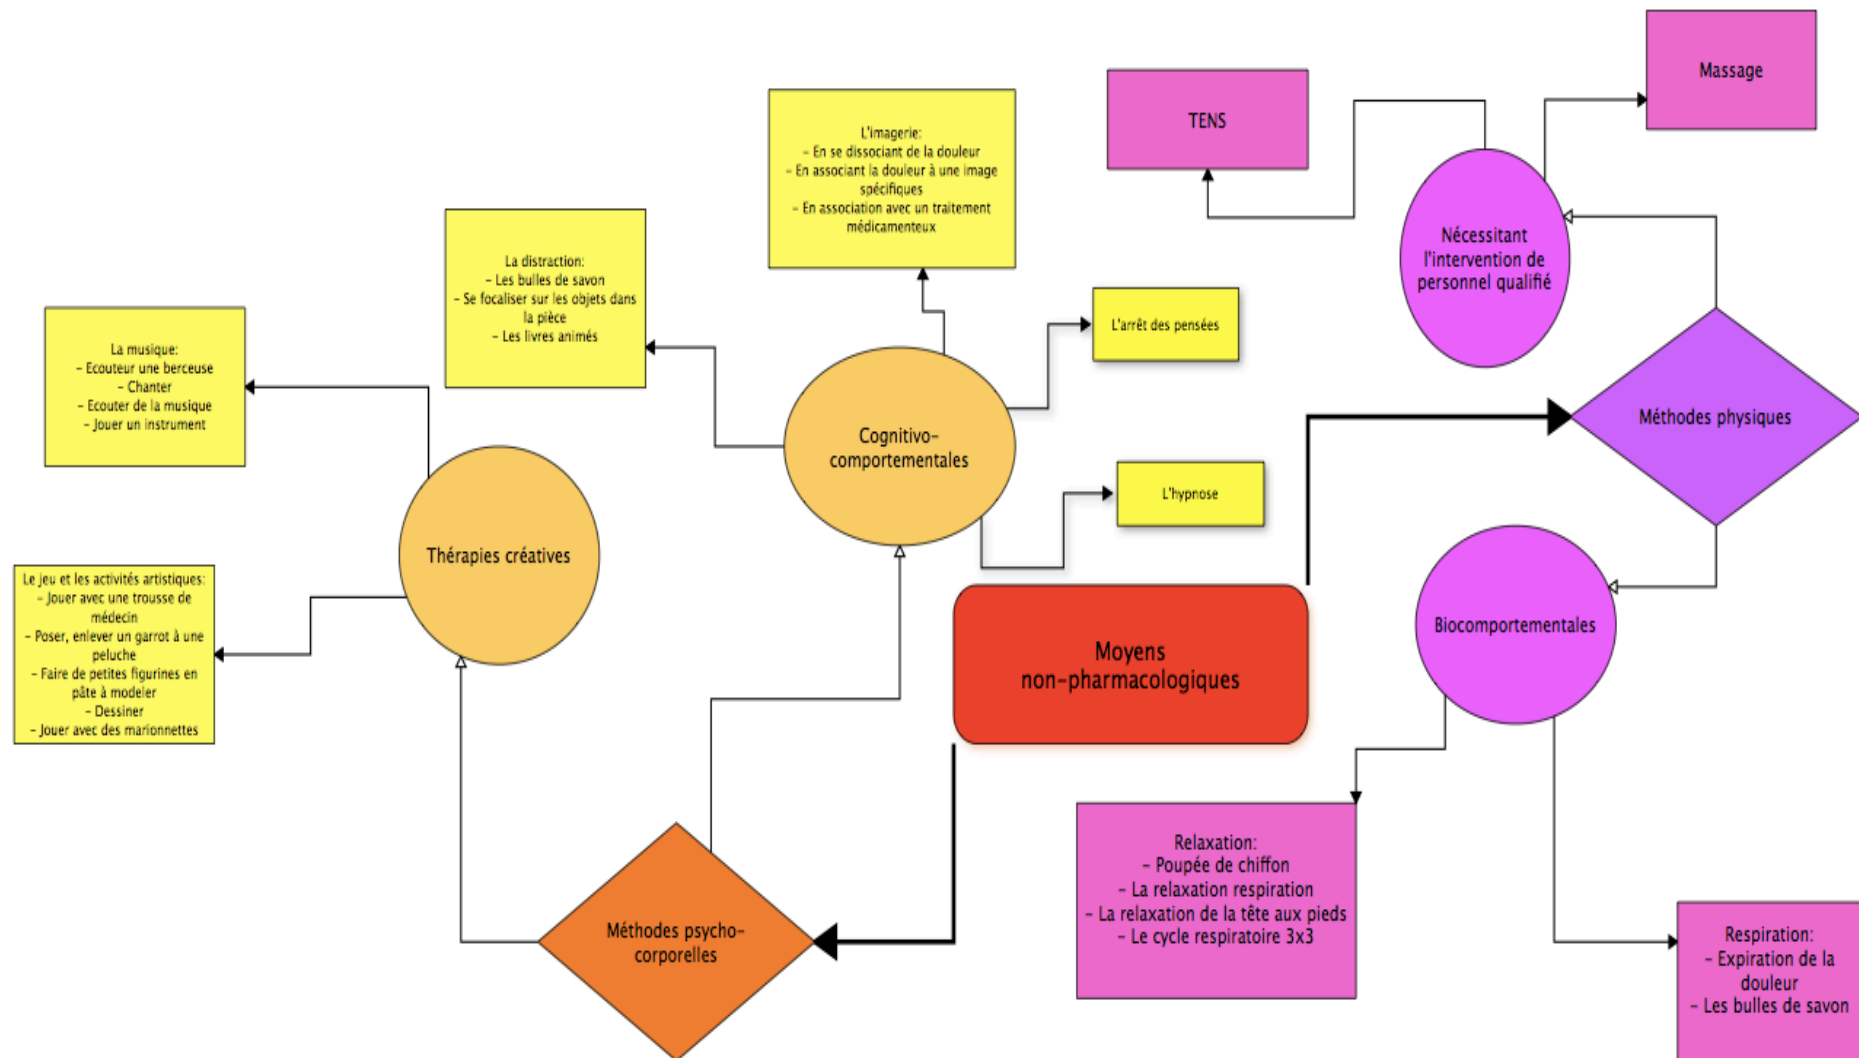 Massage
TENS
L'imagerie:
- En se dissociant de la douleur
- En associant la douleur à une image
spécifiques
- En association avec un traitement
médicamenteux
Nécessitant
l'intervention de
personnel qualifié
La distraction:
- Les bulles de savon
- Se focaliser sur les objets dans
la pièce
- Les livres animés
L'arrêt des pensées
La musique:
- Ecouteur une berceuse
- Chanter
- Ecouter de la musique
- Jouer un instrument
Méthodes physiques
Cognitivo-
comportementales
L'hypnose
Thérapies créatives
Le jeu et les activités artistiques:
- Jouer avec une trousse de
médecin
- Poser, enlever un garrot à une
peluche
- Faire de petites figurines en
pâte à modeler
- Dessiner
- Jouer avec des marionnettes
Biocomportementales
Moyens
non-pharmacologiques
Relaxation:
- Poupée de chiffon
- La relaxation respiration
- La relaxation de la tête aux pieds
- Le cycle respiratoire 3x3
Méthodes psycho-
corporelles
Respiration:
- Expiration de la
douleur
- Les bulles de savon